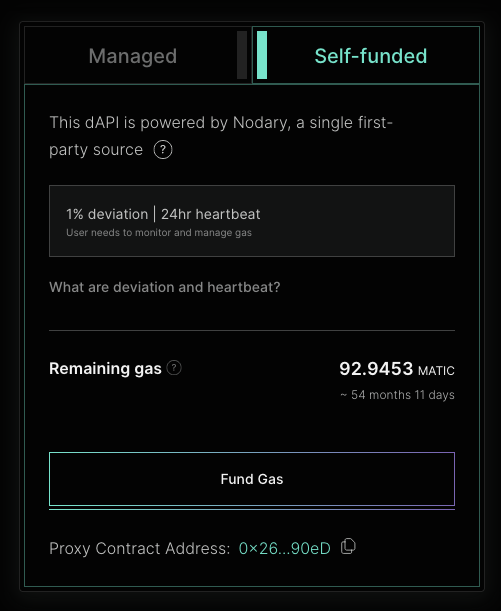 Managed
Self-funded
This dAPI is powered by Nodary, a single first-
party source ?
1% deviation | 24hr heartbeat
User needs to monitor and manage gas
What are deviation and heartbeat?
Remaining gas ? 92.9453 MATIC
~ 54 months 11 days
Fund Gas
Proxy Contract Address: 0x26...90eD